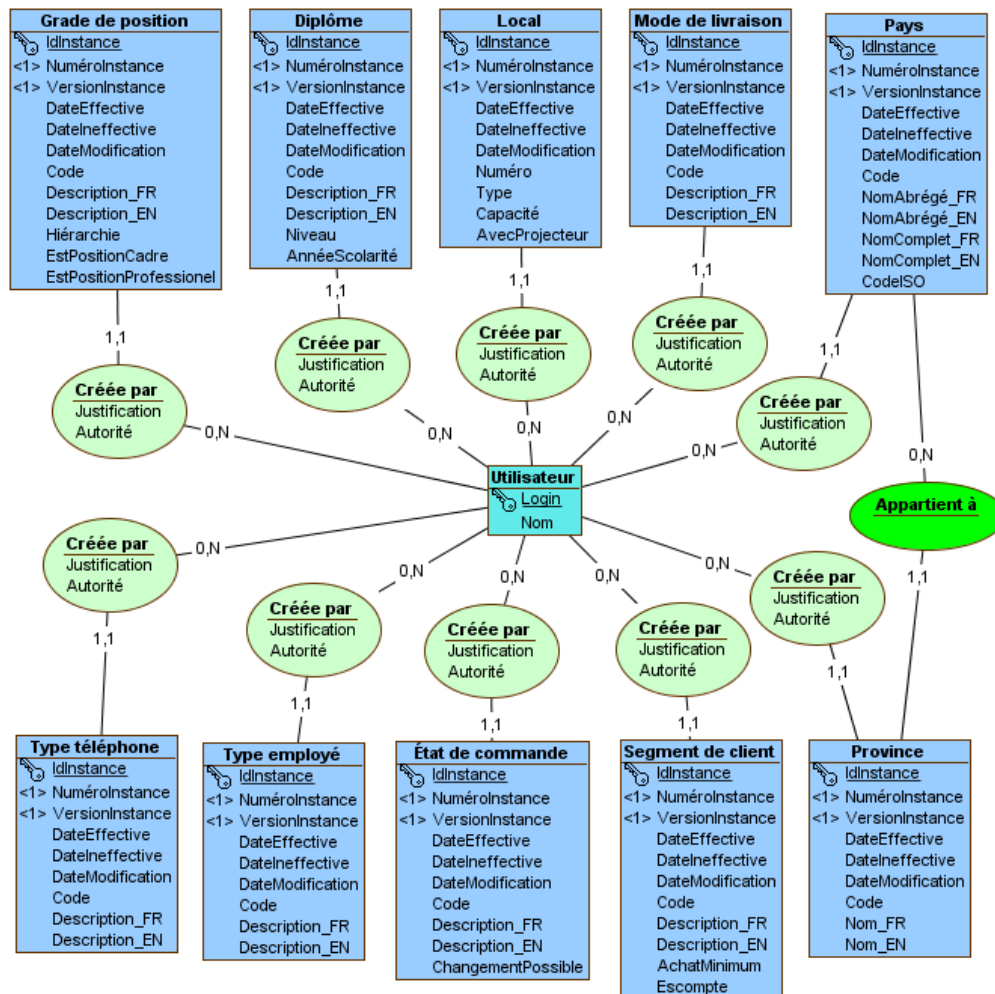 Grade de position
IdInstance
<1> NuméroInstance
<1> VersionInstance
DateEffective
DateIneffective
DateModification
Code
Description_FR
Description_EN
Hiérarchie
EstPositionCadre
EstPositionProfessionel
Diplôme
IdInstance
<1> NuméroInstance
<1> VersionInstance
DateEffective
DateIneffective
DateModification
Code
Description_FR
Description_EN
Niveau
AnnéeScolarité
Local
IdInstance
<1> NuméroInstance
<1> VersionInstance
DateEffective
DateIneffective
DateModification
Numéro
Type
Capacité
AvecProjecteur
Mode de livraison
IdInstance
<1> NuméroInstance
<1> VersionInstance
DateEffective
DateIneffective
DateModification
Code
Description_FR
Description_EN
Pays
IdInstance
<1> NuméroInstance
<1> VersionInstance
DateEffective
DateIneffective
DateModification
Code
NomAbrégé_FR
NomAbrégé_EN
NomComplet_FR
NomComplet_EN
CodeISO
1,1
1,1
1,1
1,1
1,1
Créée par
Justification
Autorité
Créée par
Justification
Autorité
Créée par
Justification
Autorité
Créée par
Justification
Autorité
Créée par
Justification
Autorité
0,N
0,N
0,N
0,N
0,N
0,N
Utilisateur
Login
Nom
Appartient à
1,1
0,N
0,N
0,N
0,N
0,N
Créée par
Justification
Autorité
Créée par
Justification
Autorité
Créée par
Justification
Autorité
Créée par
Justification
Autorité
Créée par
Justification
Autorité
1,1
1,1
1,1
1,1
1,1
Type téléphone
IdInstance
<1> NuméroInstance
<1> VersionInstance
DateEffective
DateIneffective
DateModification
Code
Description_FR
Description_EN
Type employé
IdInstance
<1> NuméroInstance
<1> VersionInstance
DateEffective
DateIneffective
DateModification
Code
Description_FR
Description_EN
État de commande
IdInstance
<1> NuméroInstance
<1> VersionInstance
DateEffective
DateIneffective
DateModification
Code
Description_FR
Description_EN
ChangementPossible
Segment de client
IdInstance
<1> NuméroInstance
<1> VersionInstance
DateEffective
DateIneffective
DateModification
Code
Description_FR
Description_EN
AchatMinimum
Escompte
Province
IdInstance
<1> NuméroInstance
<1> VersionInstance
DateEffective
DateIneffective
DateModification
Code
Nom_FR
Nom_EN